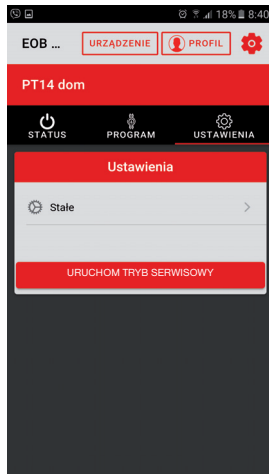 18% 8:40
EOB ... URZĄDZENIE PROFIL
PT14 dom
STATUS PROGRAM USTAWIENIA
Ustawienia
Stałe
URUCHOM TRYB SERWISOWY